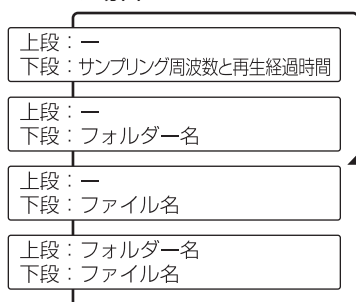 上段：ー
下段：サンプリング周波数と再生経過時間
上段：ー
下段：フォルダー名
上段：ー
下段：ファイル名
上段：フォルダー名
下段：ファイル名